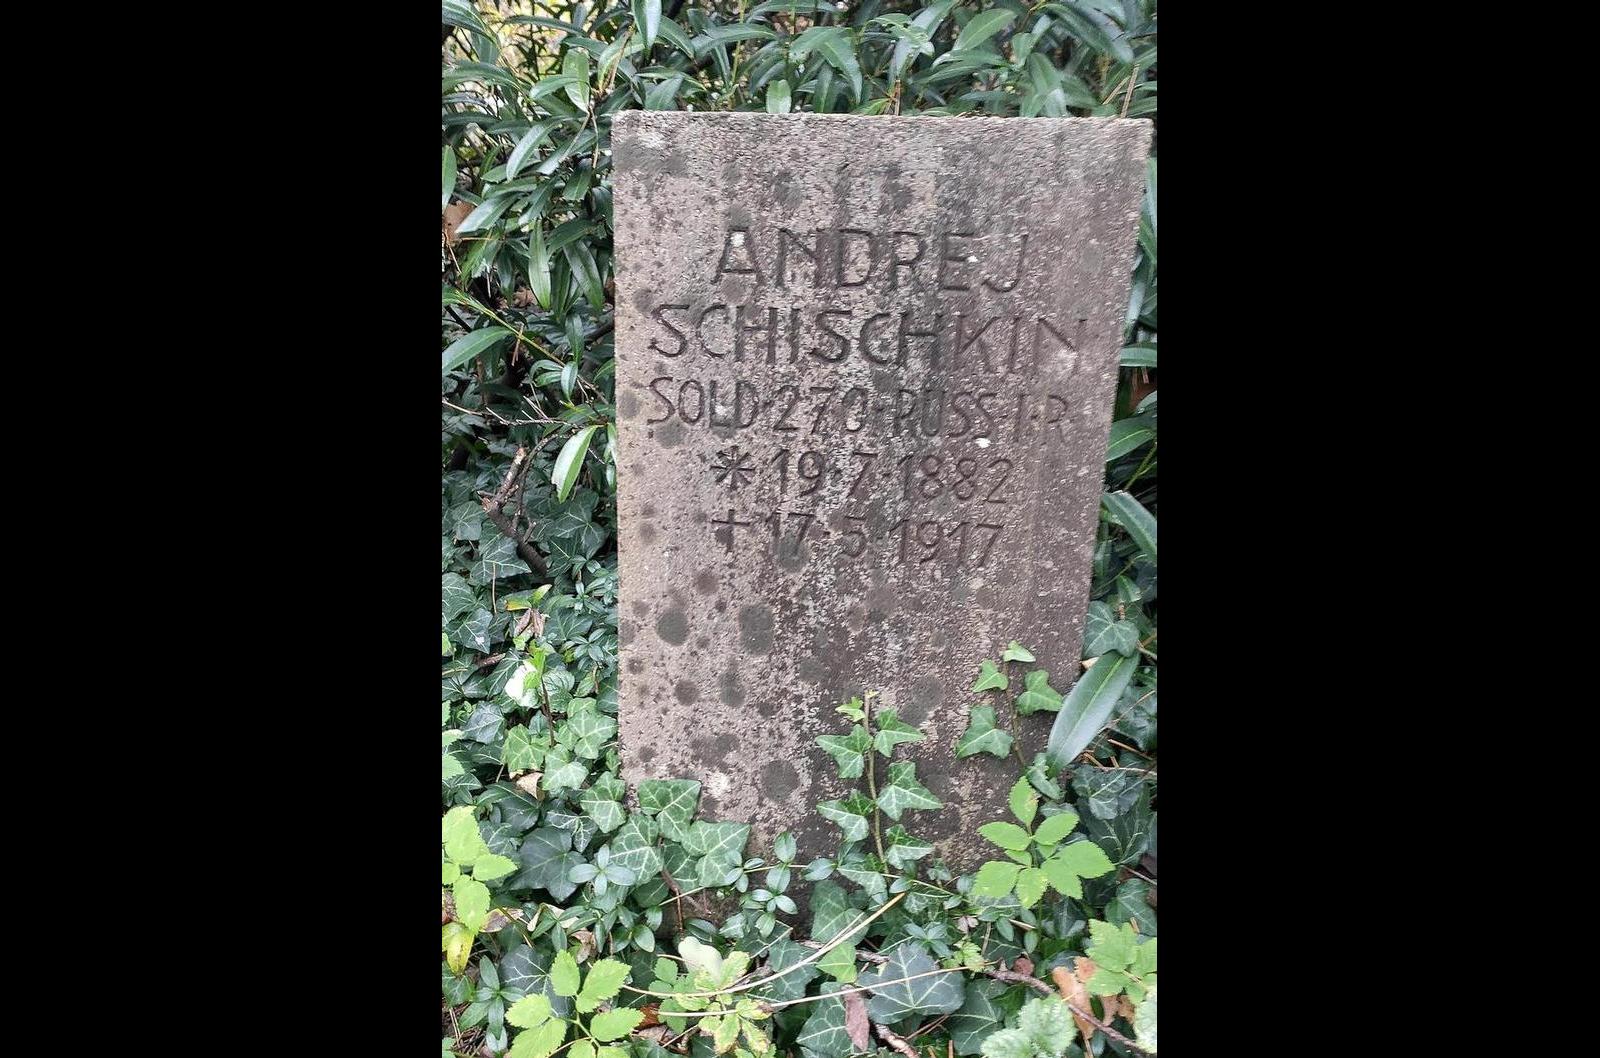 ANDREJ
SCHISCHKIN
SOLD·270·RUSS·I·R
* 19·7·1882
† 17·5·1917